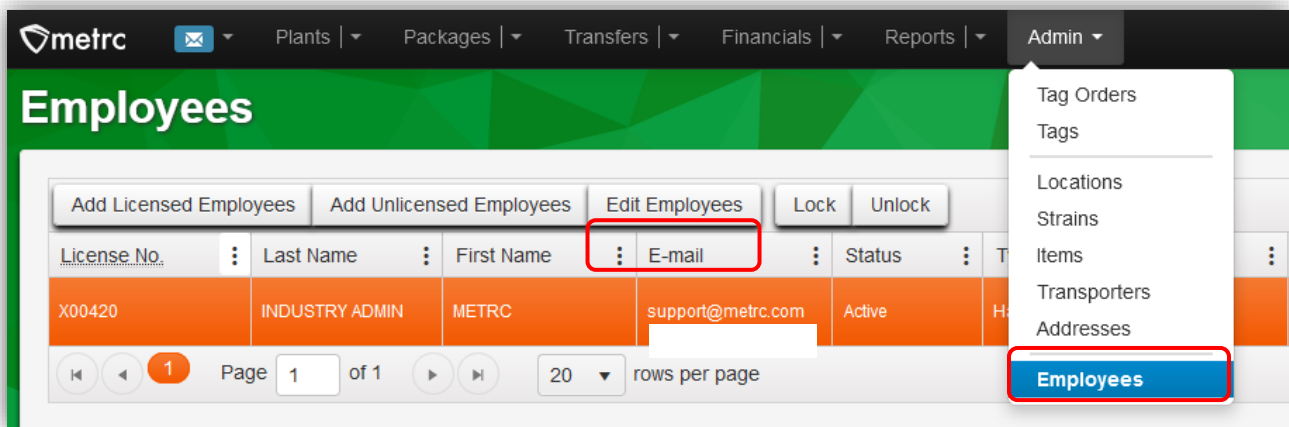 metrc Plants Packages Transfers Financials Reports Admin
Employees
Tag Orders
Tags
Locations
Strains
Items
Transporters
Addresses
Employees
Add Licensed Employees Add Unlicensed Employees Edit Employees Lock Unlock
License No. Last Name First Name E-mail Status
X00420 INDUSTRY ADMIN METRC support@metrc.com Active
1 Page 1 of 1 20 rows per page